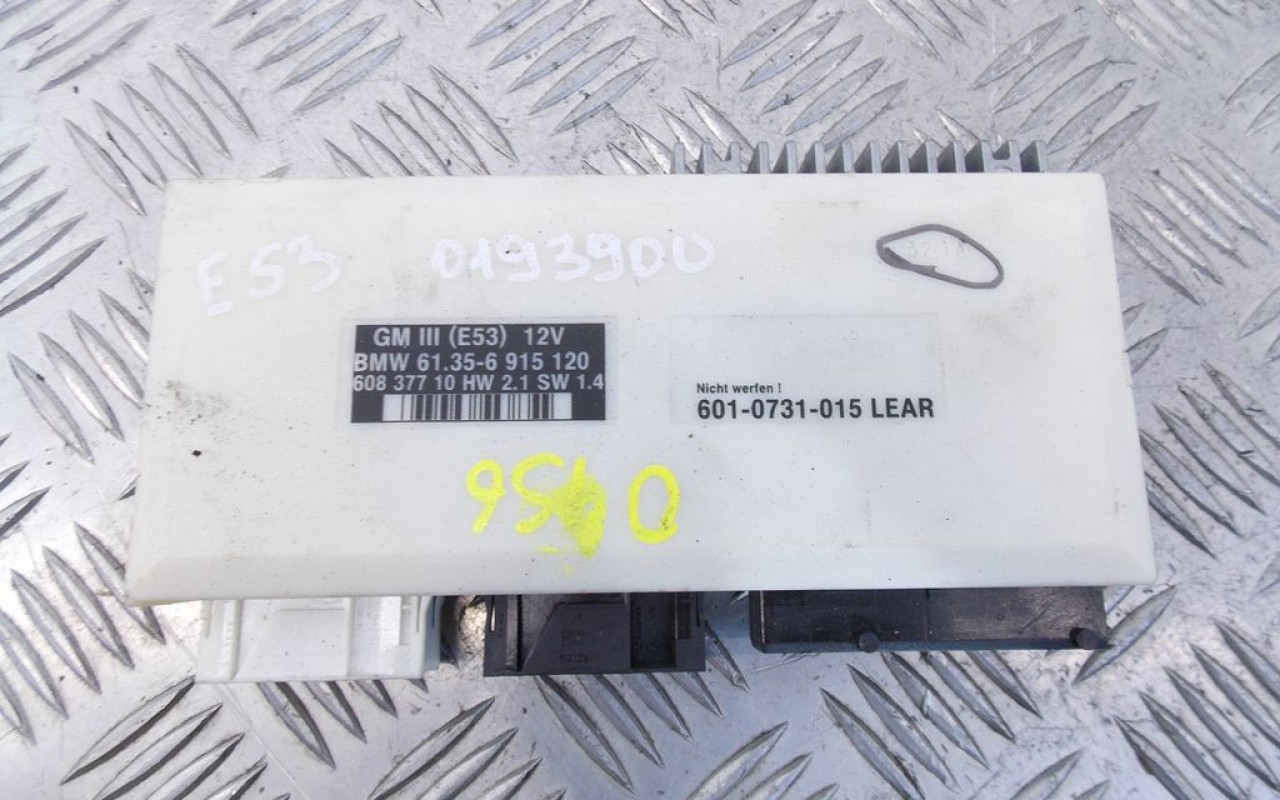 E53 0193900
GM III (E53) 12V
BMW 61.35-6 915 120
608 377 10 HW 2.1 SW 1.4
Nicht werfen !
601-0731-015 LEAR